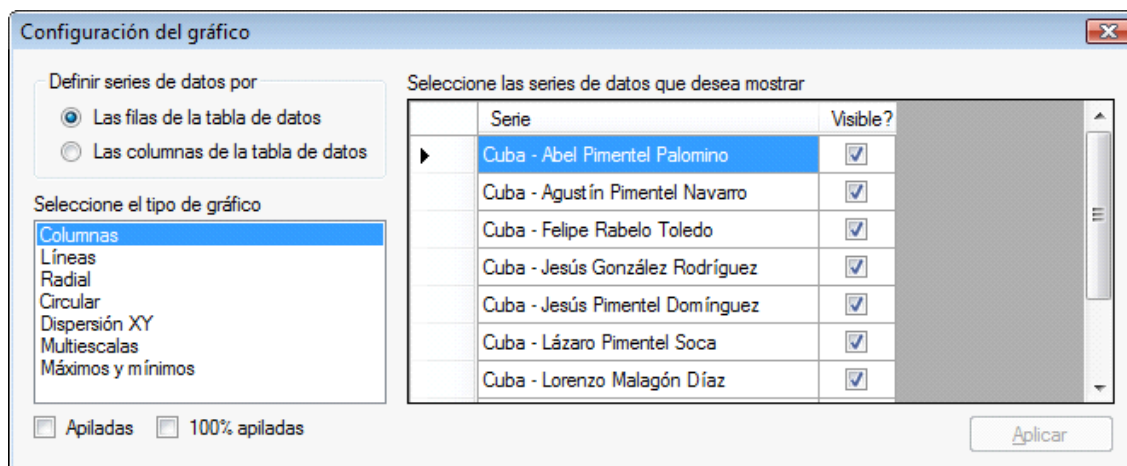 Configuración del gráfico
Definir series de datos por
Las filas de la tabla de datos
Las columnas de la tabla de datos
Seleccione el tipo de gráfico
Columnas
Líneas
Radial
Circular
Dispersión XY
Multiescalas
Máximos y mínimos
Apiladas
100% apiladas
Seleccione las series de datos que desea mostrar
Serie Visible?
Cuba - Abel Pimentel Palomino
Cuba - Agustín Pimentel Navarro
Cuba - Felipe Rabelo Toledo
Cuba - Jesús González Rodríguez
Cuba - Jesús Pimentel Domínguez
Cuba - Lázaro Pimentel Soca
Cuba - Lorenzo Malagón Díaz
Aplicar